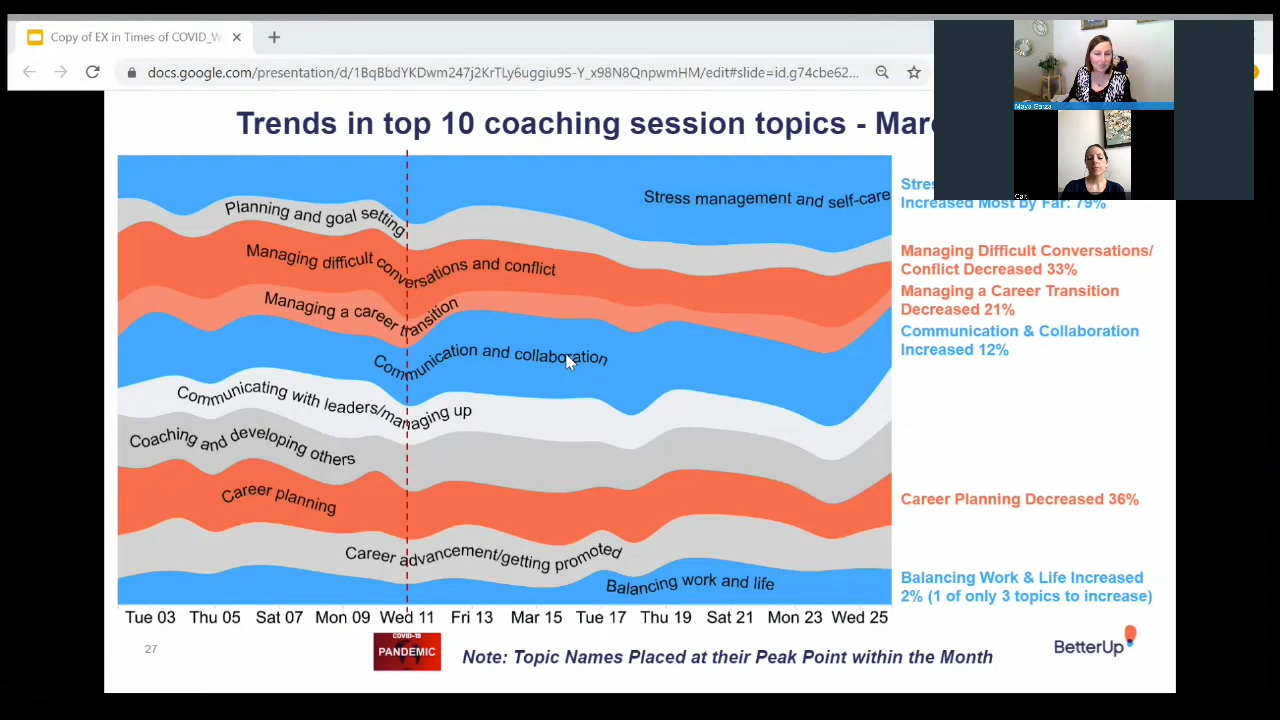 Copy of EX in Times of COVID_W
docs.google.com/presentation/d/1BqBbbYKDwm247j2KrTLy6uggiu9S-Y_x98N8QnpwmHM/edit#slide=id.g74cbe62...
Maya Garza
Cait
Trends in top 10 coaching session topics - Marc
Stress management and self-care
Planning and goal setting
Managing difficult conversations and conflict
Managing a career transition
Communication and collaboration
Communicating with leaders/managing up
Coaching and developing others
Career planning
Career advancement/getting promoted
Balancing work and life
Stres
Increased Most by Far: 79%
Managing Difficult Conversations/
Conflict Decreased 33%
Managing a Career Transition
Decreased 21%
Communication & Collaboration
Increased 12%
Career Planning Decreased 36%
Balancing Work & Life Increased
2% (1 of only 3 topics to increase)
Tue 03 Thu 05 Sat 07 Mon 09 Wed 11 Fri 13 Mar 15 Tue 17 Thu 19 Sat 21 Mon 23 Wed 25
COVID-19
PANDEMIC
27
Note: Topic Names Placed at their Peak Point within the Month
BetterUp